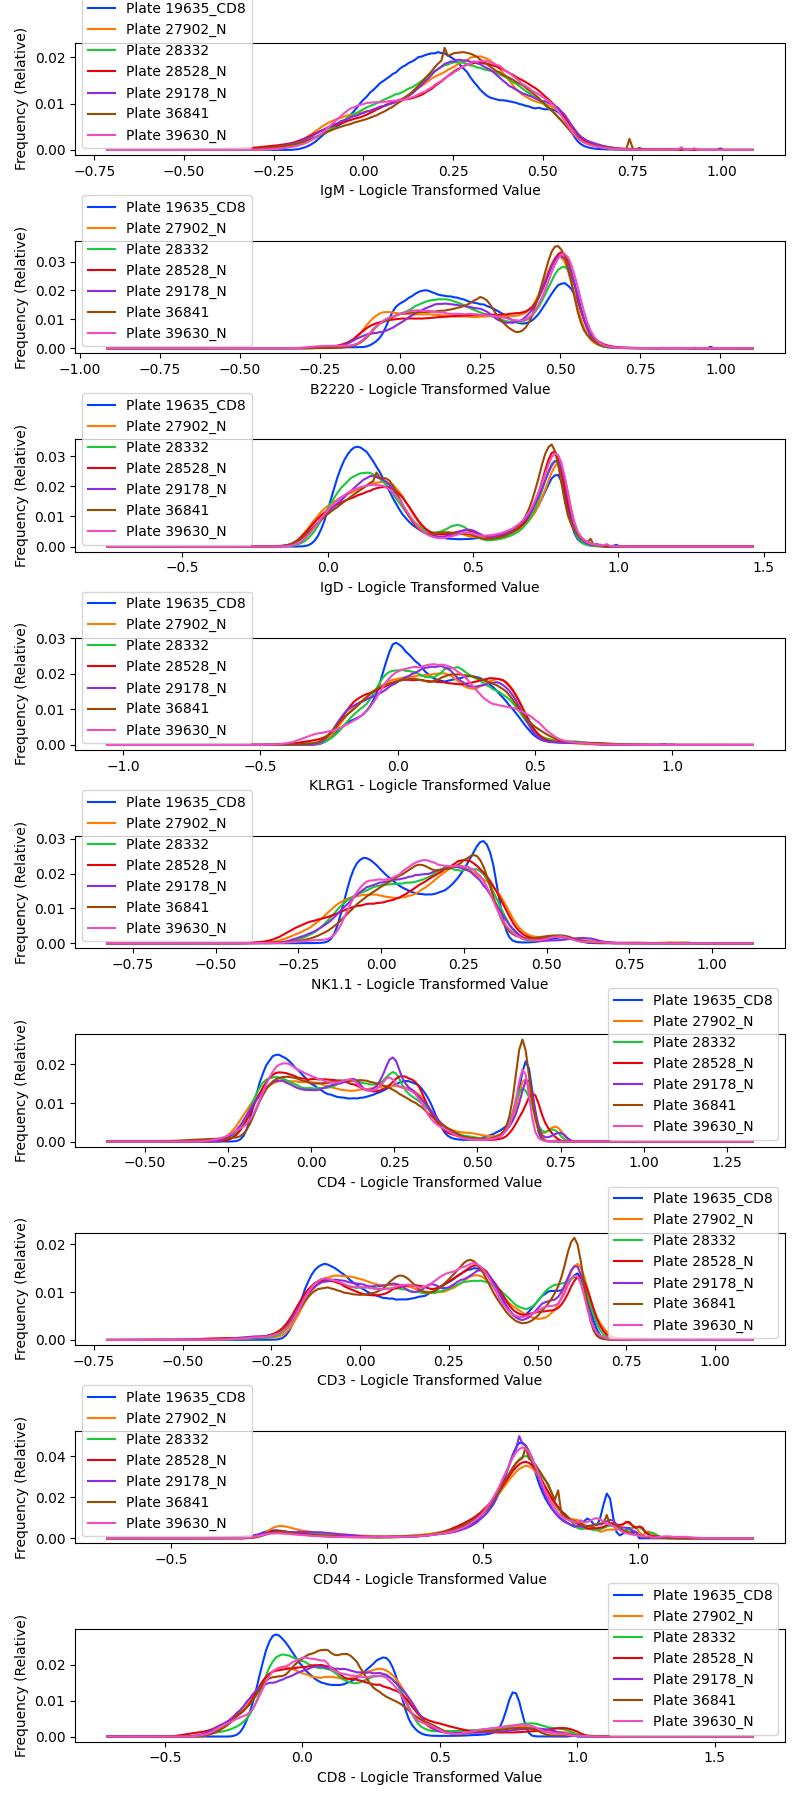 Plate 19635_CD8
Plate 27902_N
Plate 28332
Plate 28528_N
Plate 29178_N
Plate 36841
Plate 39630_N
Frequency (Relative)
0.02
0.01
0.00
−0.75 −0.50 −0.25 0.00 0.25 0.50 0.75 1.00
IgM - Logicle Transformed Value
Plate 19635_CD8
Plate 27902_N
Plate 28332
Plate 28528_N
Plate 29178_N
Plate 36841
Plate 39630_N
Frequency (Relative)
0.03
0.02
0.01
0.00
−1.00 −0.75 −0.50 −0.25 0.00 0.25 0.50 0.75 1.00
B2220 - Logicle Transformed Value
Plate 19635_CD8
Plate 27902_N
Plate 28332
Plate 28528_N
Plate 29178_N
Plate 36841
Plate 39630_N
Frequency (Relative)
0.03
0.02
0.01
0.00
−0.5 0.0 0.5 1.0 1.5
IgD - Logicle Transformed Value
Plate 19635_CD8
Plate 27902_N
Plate 28332
Plate 28528_N
Plate 29178_N
Plate 36841
Plate 39630_N
Frequency (Relative)
0.03
0.02
0.01
0.00
−1.0 −0.5 0.0 0.5 1.0
KLRG1 - Logicle Transformed Value
Plate 19635_CD8
Plate 27902_N
Plate 28332
Plate 28528_N
Plate 29178_N
Plate 36841
Plate 39630_N
Frequency (Relative)
0.03
0.02
0.01
0.00
−0.75 −0.50 −0.25 0.00 0.25 0.50 0.75 1.00
NK1.1 - Logicle Transformed Value
Plate 19635_CD8
Plate 27902_N
Plate 28332
Plate 28528_N
Plate 29178_N
Plate 36841
Plate 39630_N
Frequency (Relative)
0.02
0.01
0.00
−0.50 −0.25 0.00 0.25 0.50 0.75 1.00 1.25
CD4 - Logicle Transformed Value
Plate 19635_CD8
Plate 27902_N
Plate 28332
Plate 28528_N
Plate 29178_N
Plate 36841
Plate 39630_N
Frequency (Relative)
0.02
0.01
0.00
−0.75 −0.50 −0.25 0.00 0.25 0.50 0.75 1.00
CD3 - Logicle Transformed Value
Plate 19635_CD8
Plate 27902_N
Plate 28332
Plate 28528_N
Plate 29178_N
Plate 36841
Plate 39630_N
Frequency (Relative)
0.04
0.02
0.00
−0.5 0.0 0.5 1.0
CD44 - Logicle Transformed Value
Plate 19635_CD8
Plate 27902_N
Plate 28332
Plate 28528_N
Plate 29178_N
Plate 36841
Plate 39630_N
Frequency (Relative)
0.02
0.01
0.00
−0.5 0.0 0.5 1.0 1.5
CD8 - Logicle Transformed Value